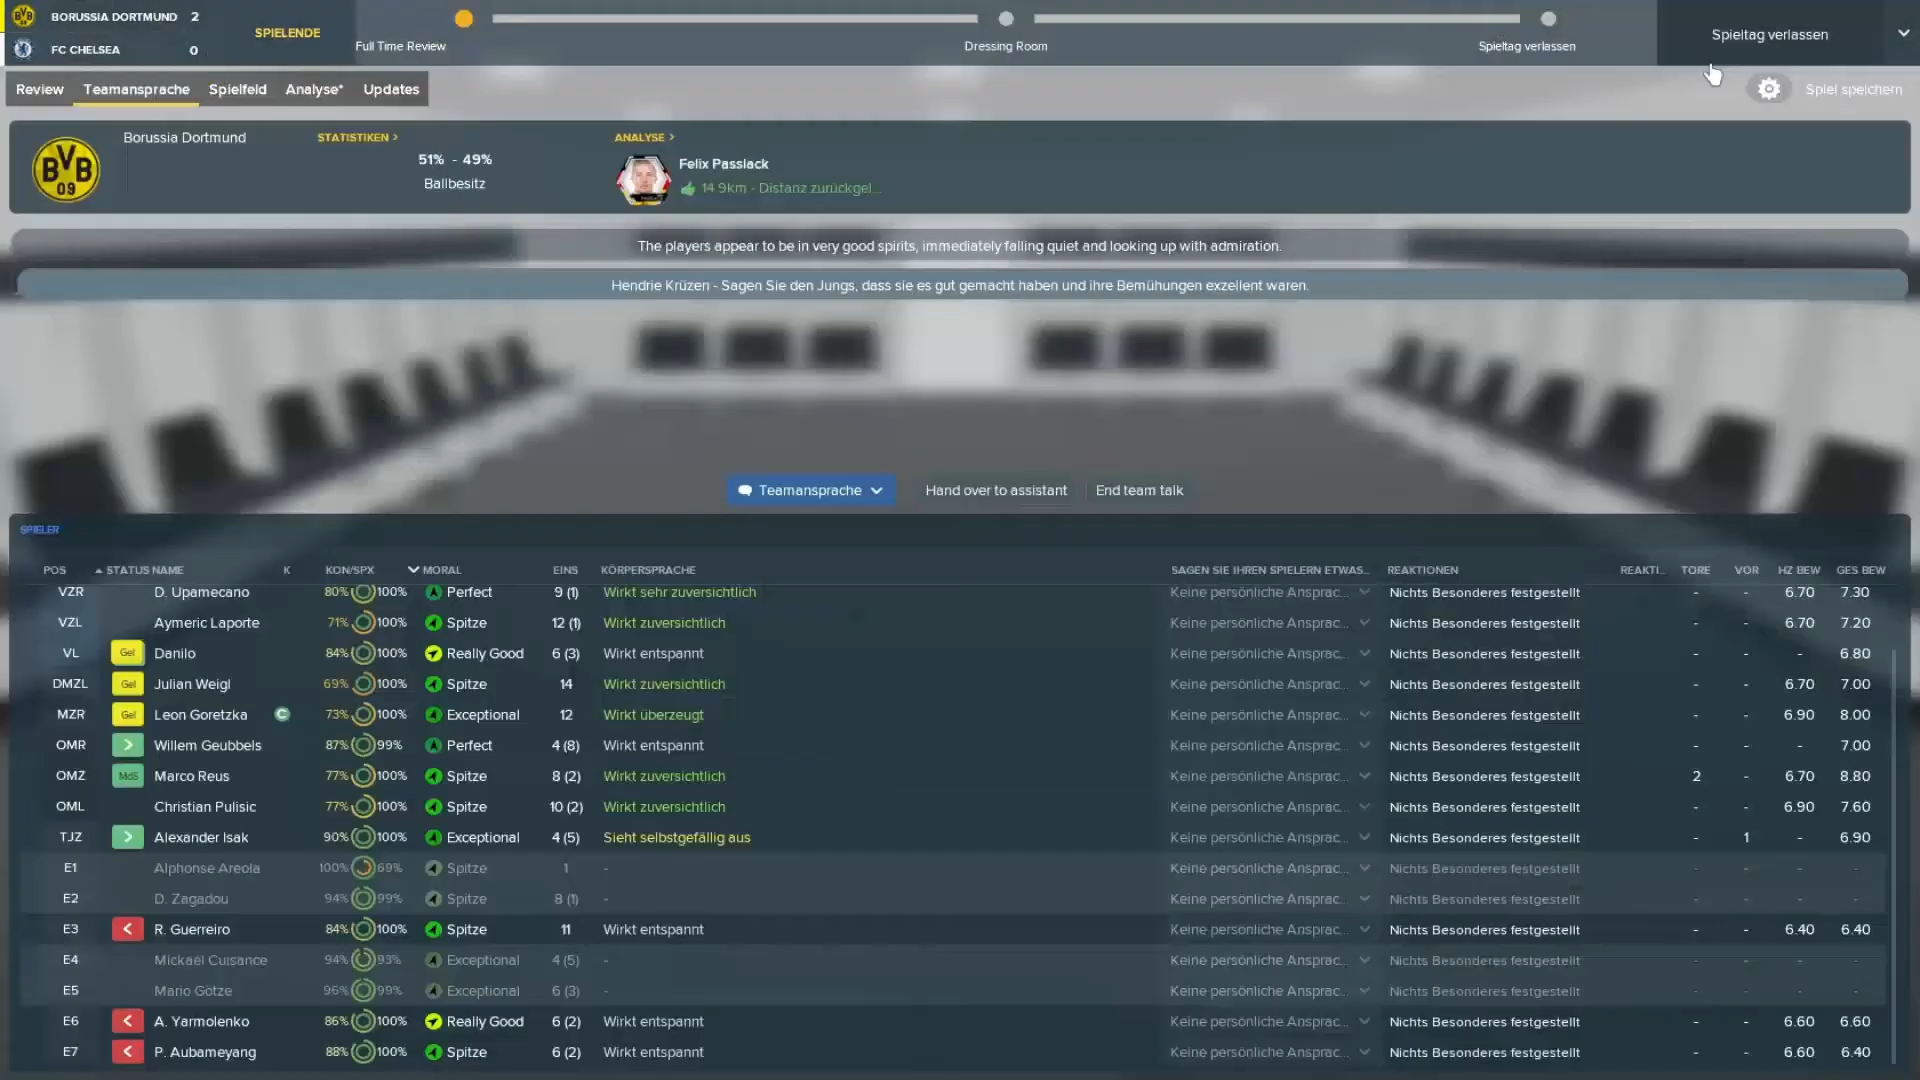 BORUSSIA DORTMUND 2
FC CHELSEA 0
SPIELENDE
Full Time Review
Dressing Room
Spieltag verlassen
Spieltag verlassen
Review Teamansprache Spielfeld Analyse* Updates
Spiel speichern
BVB 09
Borussia Dortmund
STATISTIKEN >
51% - 49%
Ballbesitz
ANALYSE >
Felix Passlack
14.9km - Distanz zurückgel...
The players appear to be in very good spirits, immediately falling quiet and looking up with admiration.
Hendrie Krüzen - Sagen Sie den Jungs, dass sie es gut gemacht haben und ihre Bemühungen exzellent waren.
Teamansprache Hand over to assistant End team talk
SPIELER
POS STATUS NAME K KON/SPX MORAL EINS KÖRPERSPRACHE SAGEN SIE IHREN SPIELERN ETWAS... REAKTIONEN REAKTI... TORE VOR HZ BEW GES BEW
VZR D. Upamecano 80% 100% Perfect 9 (1) Wirkt sehr zuversichtlich Keine persönliche Ansprac... Nichts Besonderes festgestellt - - 6.70 7.30
VZL Aymeric Laporte 71% 100% Spitze 12 (1) Wirkt zuversichtlich Keine persönliche Ansprac... Nichts Besonderes festgestellt - - 6.70 7.20
VL Gel Danilo 84% 100% Really Good 6 (3) Wirkt entspannt Keine persönliche Ansprac... Nichts Besonderes festgestellt - - - 6.80
DMZL Gel Julian Weigl 69% 100% Spitze 14 Wirkt zuversichtlich Keine persönliche Ansprac... Nichts Besonderes festgestellt - - 6.70 7.00
MZR Gel Leon Goretzka C 73% 100% Exceptional 12 Wirkt überzeugt Keine persönliche Ansprac... Nichts Besonderes festgestellt - - 6.90 8.00
OMR Willem Geubbels 87% 99% Perfect 4 (8) Wirkt entspannt Keine persönliche Ansprac... Nichts Besonderes festgestellt - - - 7.00
OMZ MdS Marco Reus 77% 100% Spitze 8 (2) Wirkt zuversichtlich Keine persönliche Ansprac... Nichts Besonderes festgestellt 2 - 6.70 8.80
OML Christian Pulisic 77% 100% Spitze 10 (2) Wirkt zuversichtlich Keine persönliche Ansprac... Nichts Besonderes festgestellt - - 6.90 7.60
TJZ Alexander Isak 90% 100% Exceptional 4 (5) Sieht selbstgefällig aus Keine persönliche Ansprac... Nichts Besonderes festgestellt - 1 - 6.90
E1 Alphonse Areola 100% 69% Spitze 1 - Keine persönliche Ansprac... Nichts Besonderes festgestellt - - - -
E2 D. Zagadou 94% 99% Spitze 8 (1) - Keine persönliche Ansprac... Nichts Besonderes festgestellt - - - -
E3 R. Guerreiro 84% 100% Spitze 11 Wirkt entspannt Keine persönliche Ansprac... Nichts Besonderes festgestellt - - 6.40 6.40
E4 Mickaël Cuisance 94% 93% Exceptional 4 (5) - Keine persönliche Ansprac... Nichts Besonderes festgestellt - - - -
E5 Mario Götze 96% 99% Exceptional 6 (3) - Keine persönliche Ansprac... Nichts Besonderes festgestellt - - - -
E6 A. Yarmolenko 86% 100% Really Good 6 (2) Wirkt entspannt Keine persönliche Ansprac... Nichts Besonderes festgestellt - - 6.60 6.60
E7 P. Aubameyang 88% 100% Spitze 6 (2) Wirkt entspannt Keine persönliche Ansprac... Nichts Besonderes festgestellt - - 6.60 6.40